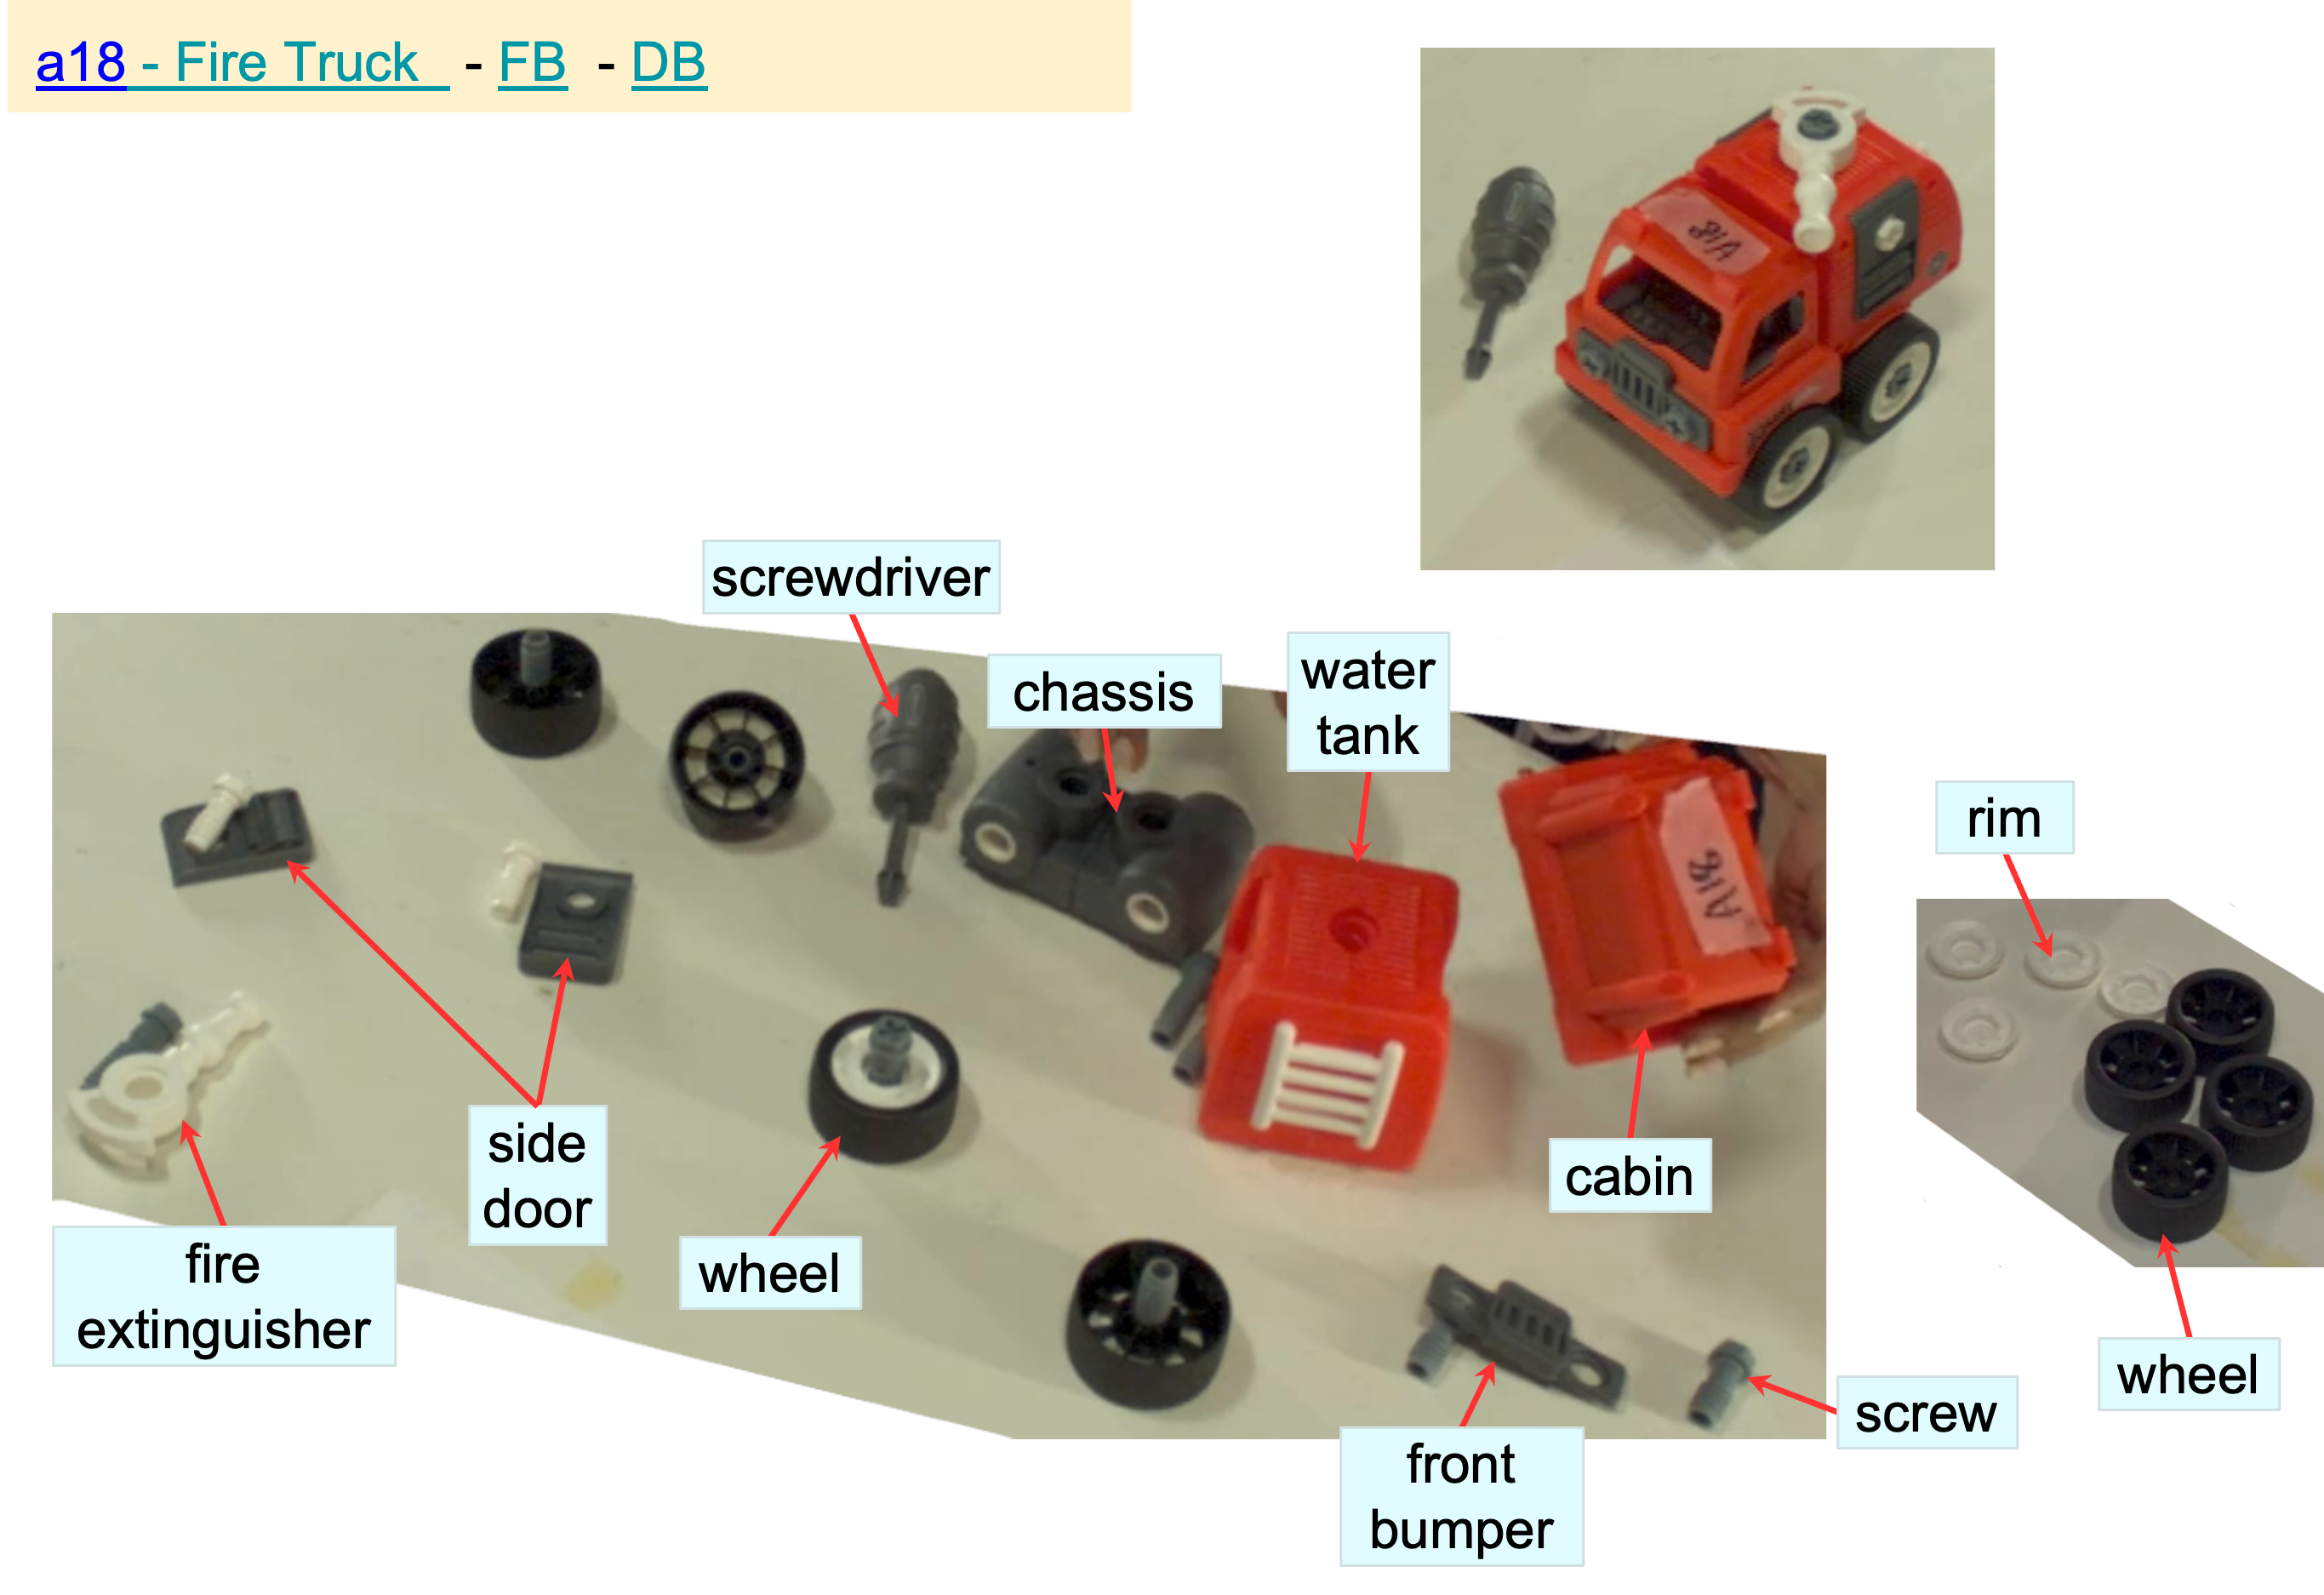 a18 - Fire Truck - FB - DB
A18
screwdriver
chassis
water
tank
rim
A18
side
door
cabin
fire
extinguisher
wheel
wheel
screw
front
bumper